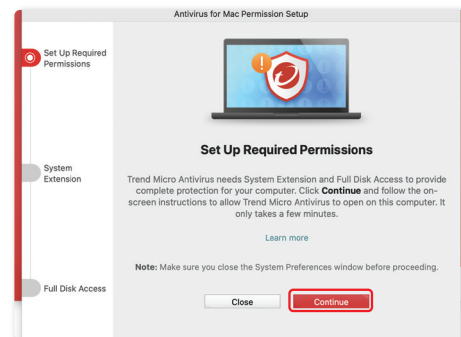 Antivirus for Mac Permission Setup
Set Up Required
Permissions
System
Extension
Full Disk Access
Set Up Required Permissions
Trend Micro Antivirus needs System Extension and Full Disk Access to provide
complete protection for your computer. Click Continue and follow the on-
screen instructions to allow Trend Micro Antivirus to open on this computer. It
only takes a few minutes.
Learn more
Note: Make sure you close the System Preferences window before proceeding.
Close
Continue